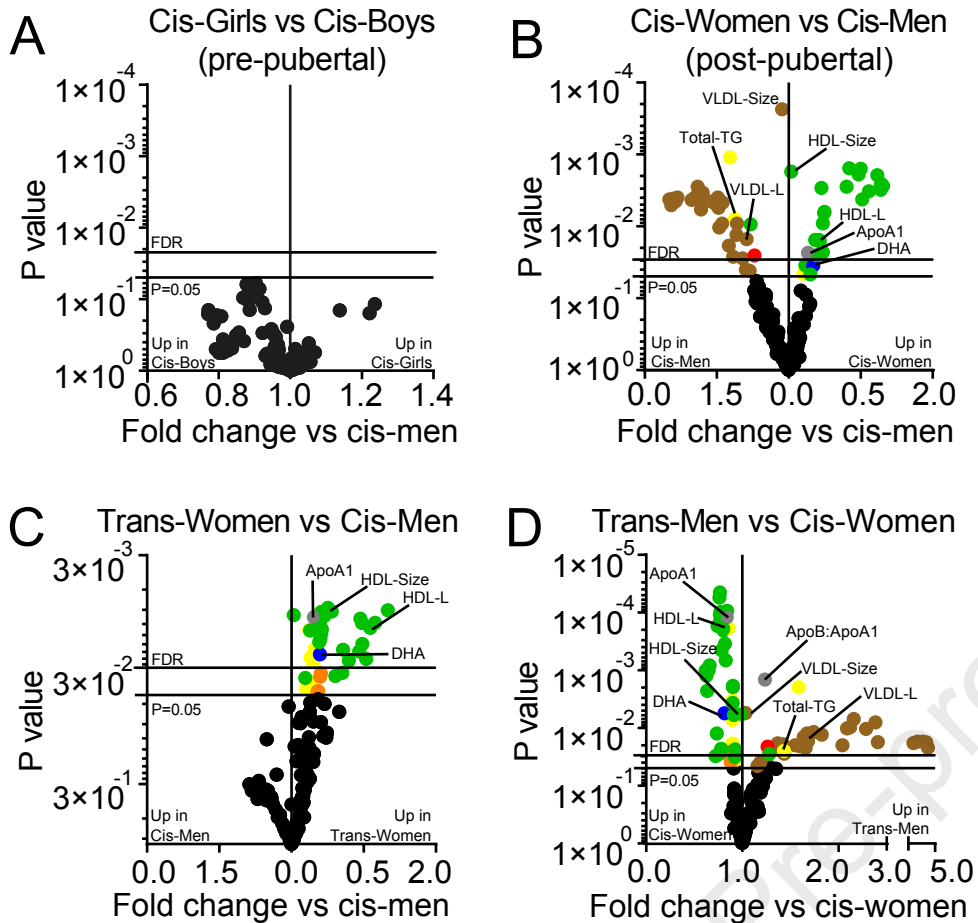 A
Cis-Girls vs Cis-Boys
(pre-pubertal)
P value
1×10 -4
1×10 -3
1×10 -2
1×10 -1
1×10 0
FDR
P=0.05
Up in
Cis-Boys
Up in
Cis-Girls
0.6 0.8 1.0 1.2 1.4
Fold change vs cis-men
B
Cis-Women vs Cis-Men
(post-pubertal)
P value
1×10 -4
1×10 -3
1×10 -2
1×10 -1
1×10 0
VLDL-Size
Total-TG
HDL-Size
VLDL-L
HDL-L
ApoA1
DHA
FDR
P=0.05
Up in
Cis-Men
Up in
Cis-Women
0.0 1.5 0.0 0.5 2.0
Fold change vs cis-men
C
Trans-Women vs Cis-Men
P value
3×10 -3
3×10 -2
3×10 -1
ApoA1
HDL-Size
HDL-L
DHA
FDR
P=0.05
Up in
Cis-Men
Up in
Trans-Women
0.0 0.5 0.0 0.5 2.0
Fold change vs cis-men
D
Trans-Men vs Cis-Women
P value
1×10 -5
1×10 -4
1×10 -3
1×10 -2
1×10 -1
1×10 0
ApoA1
HDL-L
HDL-Size
ApoB:ApoA1
VLDL-Size
DHA
Total-TG
VLDL-L
FDR
P=0.05
Up in
Cis-Women
Up in
Trans-Men
0.0 1.0 2.0 3.0 5.0
Fold change vs cis-women
Pre-pro